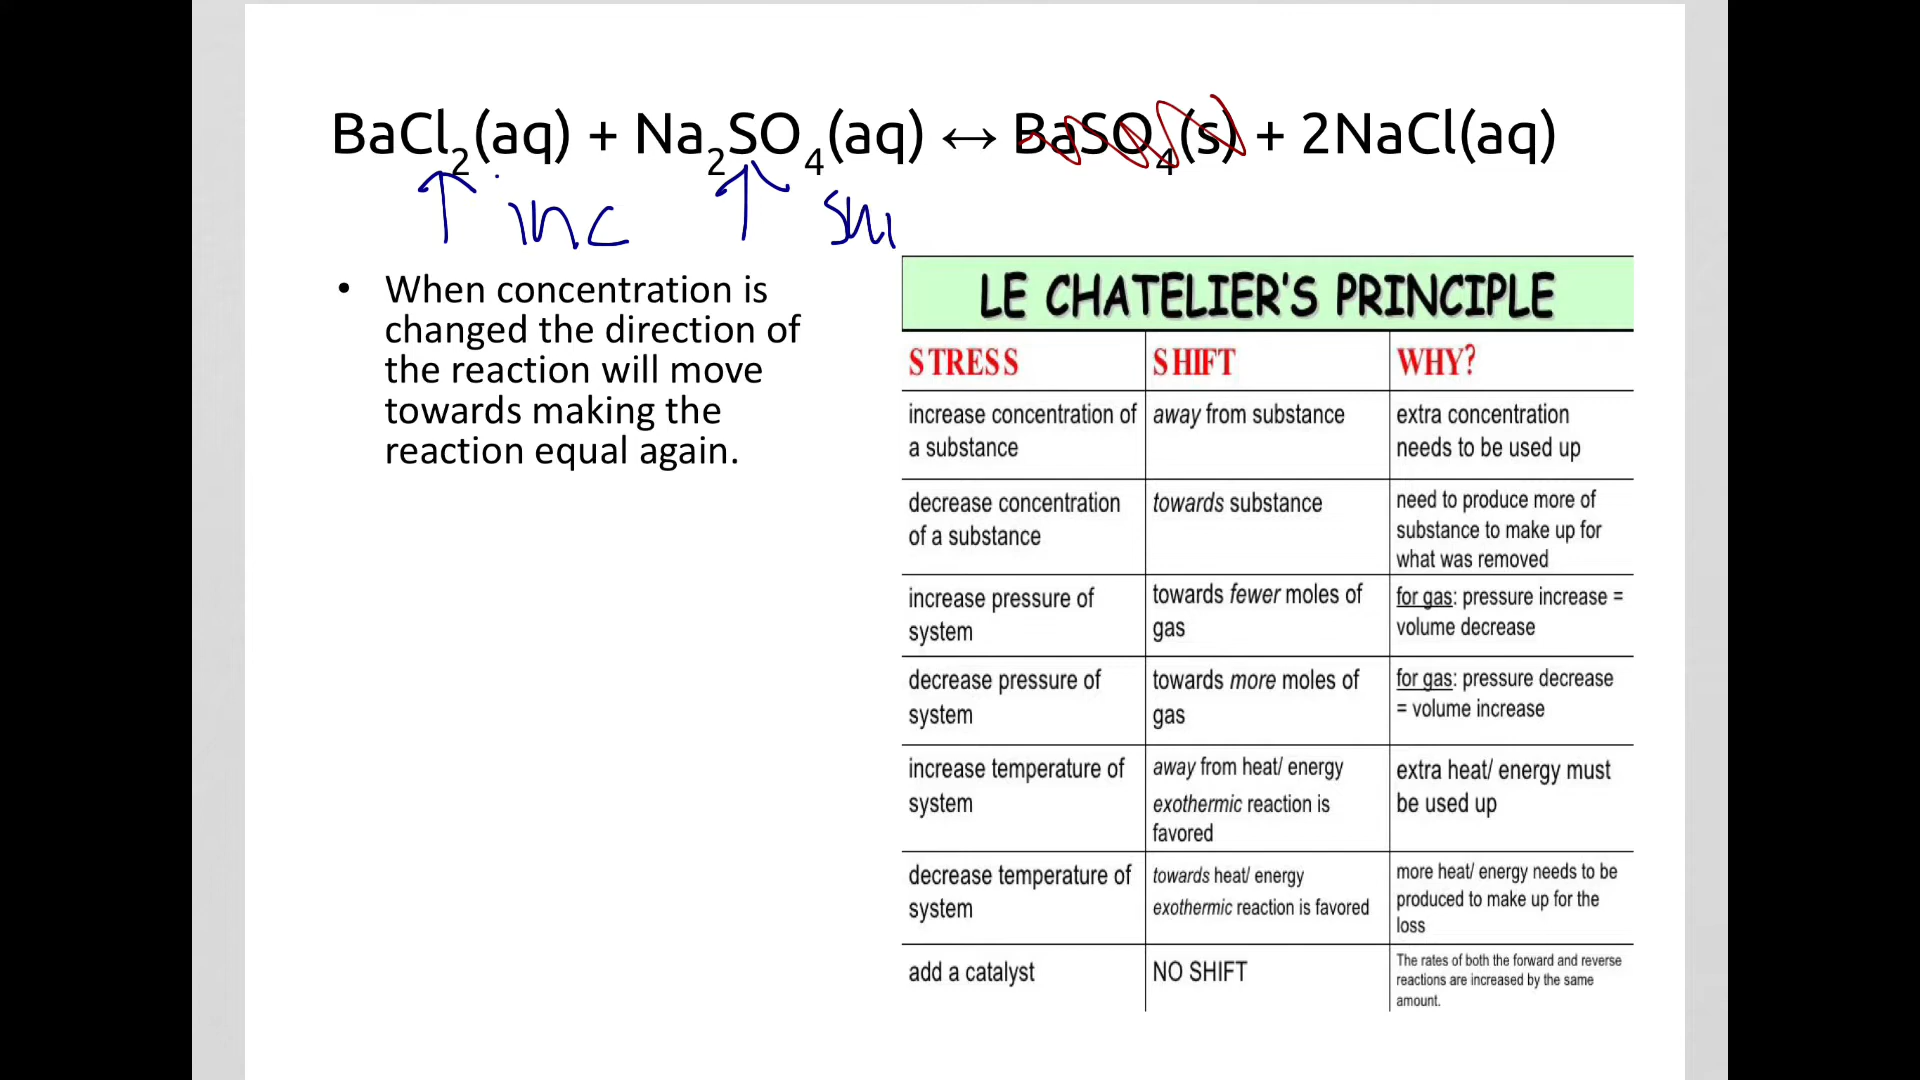 BaCl2(aq) + Na2SO4(aq) ↔ BaSO4(s) + 2NaCl(aq)
↑ inc ↑
• When concentration is
changed the direction of
the reaction will move
towards making the
reaction equal again.
LE CHATELIER'S PRINCIPLE
STRESS SHIFT WHY?
increase concentration of a substance away from substance extra concentration needs to be used up
decrease concentration of a substance towards substance need to produce more of substance to make up for what was removed
increase pressure of system towards fewer moles of gas for gas: pressure increase = volume decrease
decrease pressure of system towards more moles of gas for gas: pressure decrease = volume increase
increase temperature of system away from heat/ energy exothermic reaction is favored extra heat/ energy must be used up
decrease temperature of system towards heat/ energy exothermic reaction is favored more heat/ energy needs to be produced to make up for the loss
add a catalyst NO SHIFT The rates of both the forward and reverse reactions are increased by the same amount.